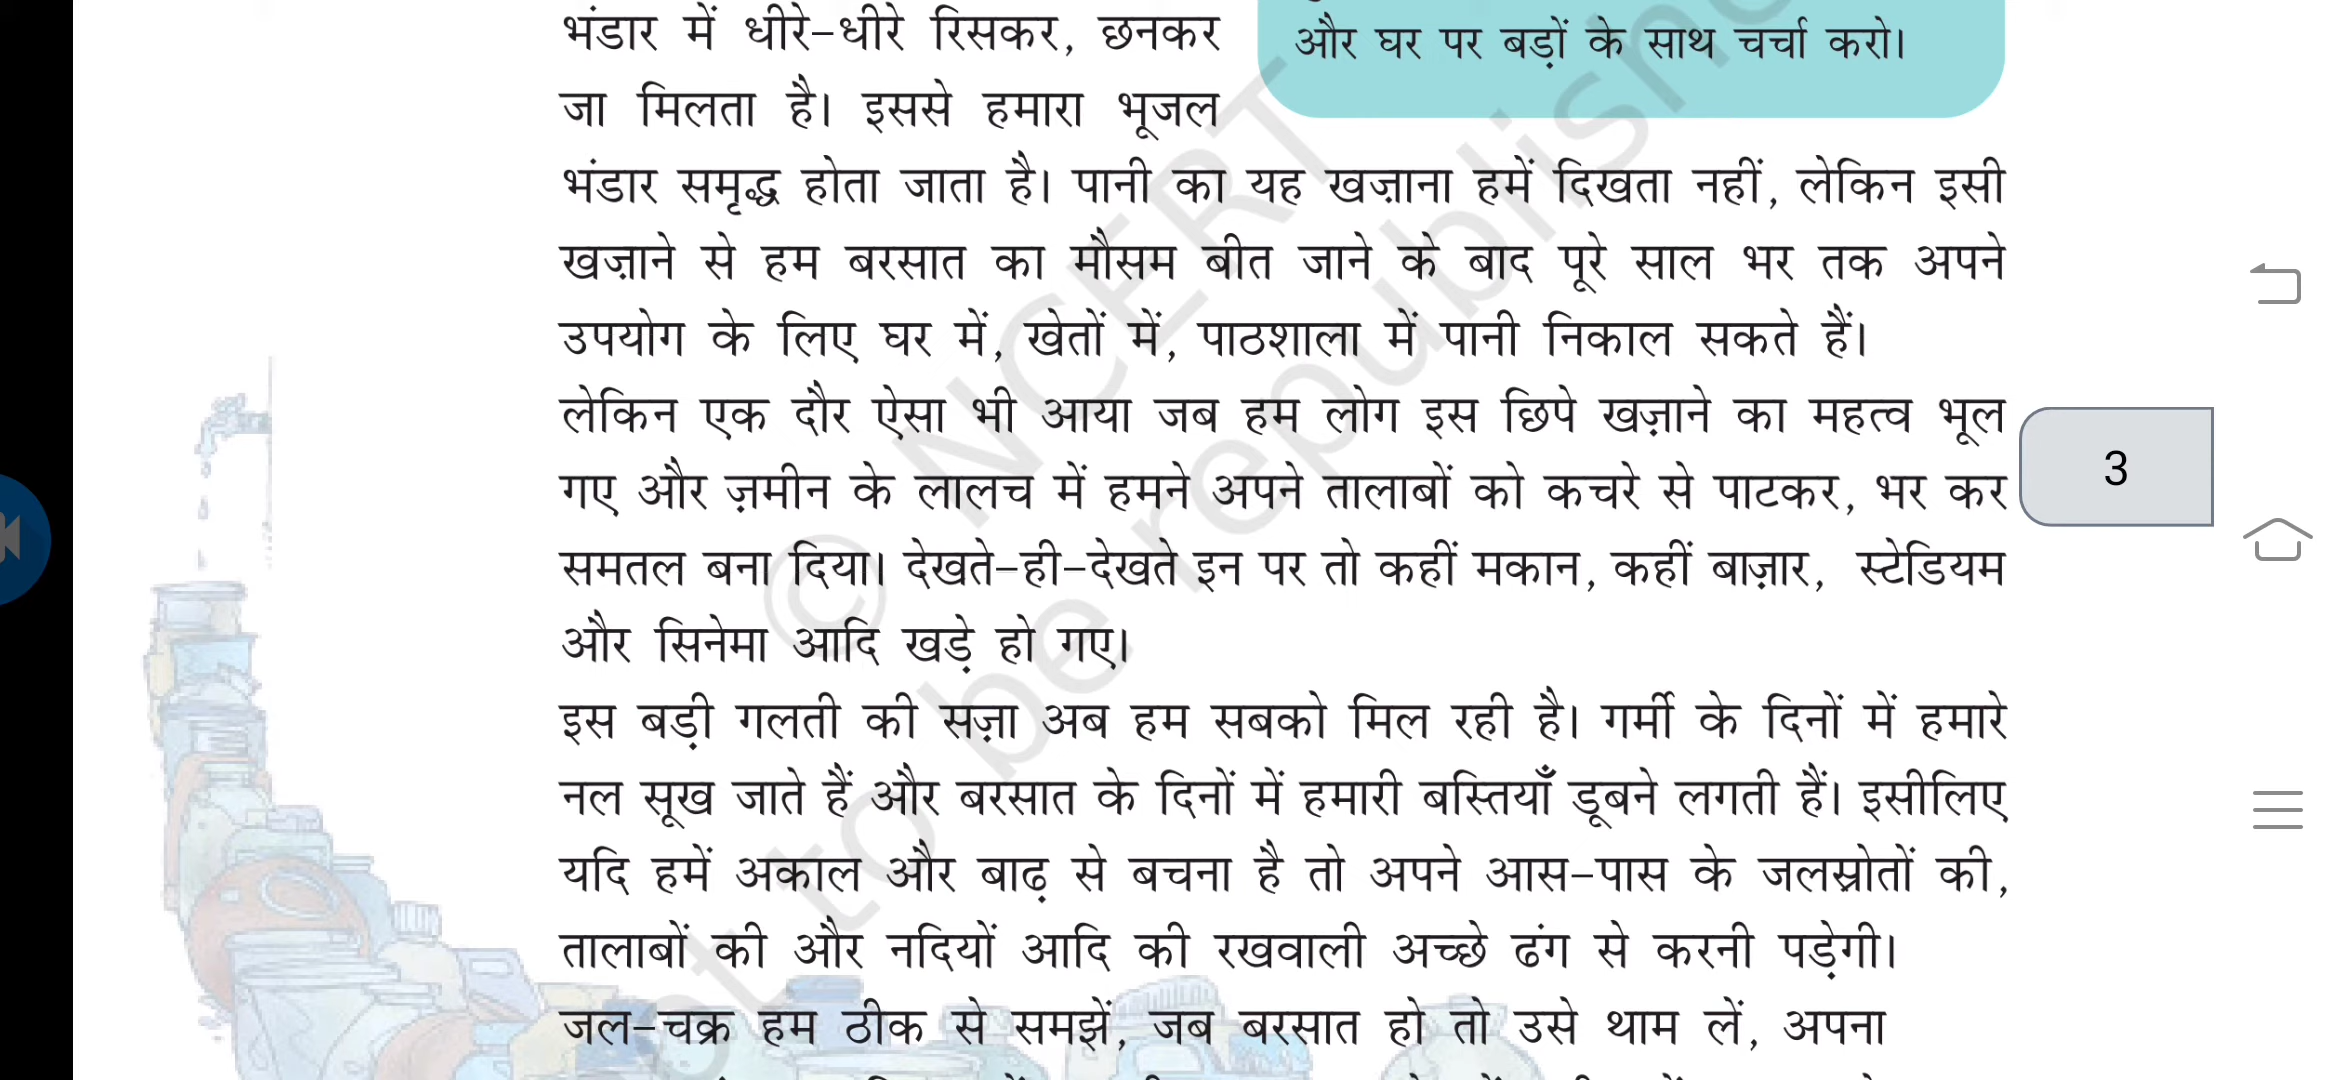 भंडार में धीरे-धीरे रिसकर, छनकर
और घर पर बड़ों के साथ चर्चा करो।
जा मिलता है। इससे हमारा भूजल
भंडार समृद्ध होता जाता है। पानी का यह खज़ाना हमें दिखता नहीं, लेकिन इसी
खज़ाने से हम बरसात का मौसम बीत जाने के बाद पूरे साल भर तक अपने
उपयोग के लिए घर में, खेतों में, पाठशाला में पानी निकाल सकते हैं।
लेकिन एक दौर ऐसा भी आया जब हम लोग इस छिपे खज़ाने का महत्व भूल
गए और ज़मीन के लालच में हमने अपने तालाबों को कचरे से पाटकर, भर कर
3
समतल बना दिया। देखते-ही-देखते इन पर तो कहीं मकान, कहीं बाज़ार, स्टेडियम
और सिनेमा आदि खड़े हो गए।
इस बड़ी गलती की सज़ा अब हम सबको मिल रही है। गर्मी के दिनों में हमारे
नल सूख जाते हैं और बरसात के दिनों में हमारी बस्तियाँ डूबने लगती हैं। इसीलिए
यदि हमें अकाल और बाढ़ से बचना है तो अपने आस-पास के जलस्रोतों की,
तालाबों की और नदियों आदि की रखवाली अच्छे ढंग से करनी पड़ेगी।
जल-चक्र हम ठीक से समझें, जब बरसात हो तो उसे थाम लें, अपना
© NCERT
to be republishe